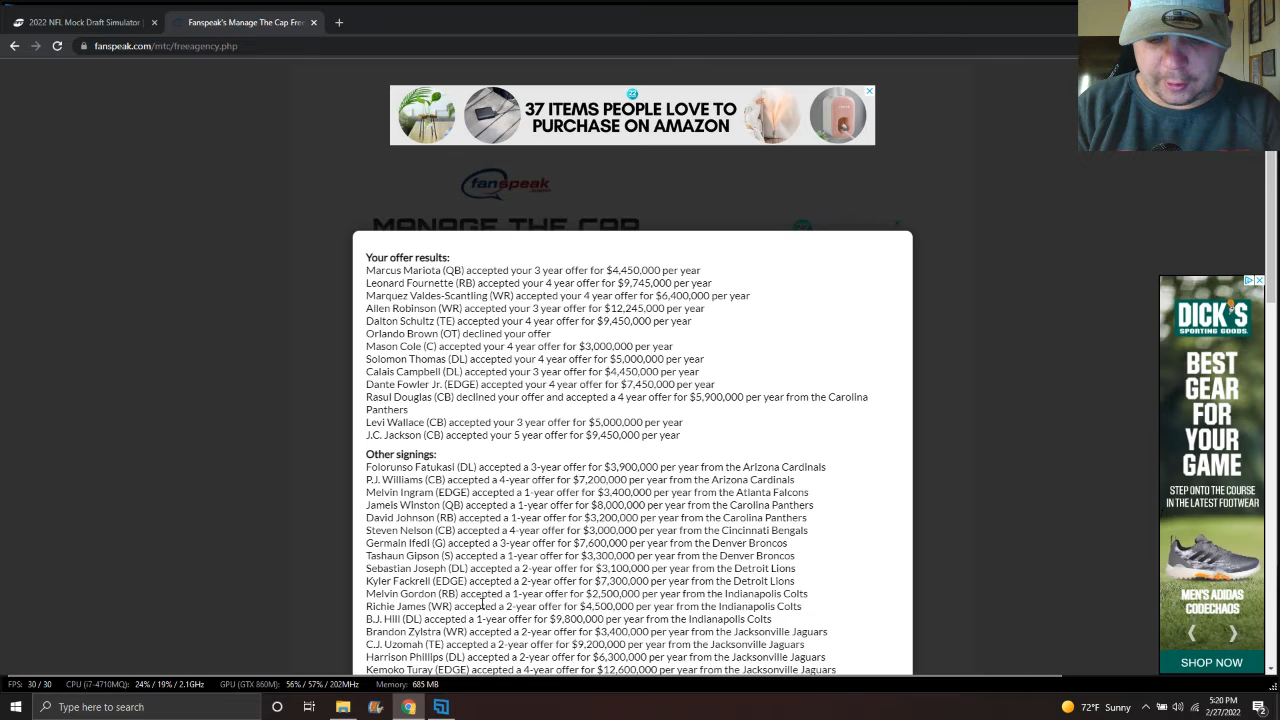 2022 NFL Mock Draft Simulator |
Fanspeak's Manage The Cap Free
fanspeak.com/mtc/freeagency.php
22
37 ITEMS PEOPLE LOVE TO
PURCHASE ON AMAZON
fanspeak
MANAGE THE CAP
Your offer results:
Marcus Mariota (QB) accepted your 3 year offer for $4,450,000 per year
Leonard Fournette (RB) accepted your 4 year offer for $9,745,000 per year
Marquez Valdes-Scantling (WR) accepted your 4 year offer for $6,400,000 per year
Allen Robinson (WR) accepted your 3 year offer for $12,245,000 per year
Dalton Schultz (TE) accepted your 4 year offer for $9,450,000 per year
Orlando Brown (OT) declined your offer
Mason Cole (C) accepted your 4 year offer for $3,000,000 per year
Solomon Thomas (DL) accepted your 4 year offer for $5,000,000 per year
Calais Campbell (DL) accepted your 3 year offer for $4,450,000 per year
Dante Fowler Jr. (EDGE) accepted your 4 year offer for $7,450,000 per year
Rasul Douglas (CB) declined your offer and accepted a 4 year offer for $5,900,000 per year from the Carolina
Panthers
Levi Wallace (CB) accepted your 3 year offer for $5,000,000 per year
J.C. Jackson (CB) accepted your 5 year offer for $9,450,000 per year
Other signings:
Folorunso Fatukasi (DL) accepted a 3-year offer for $3,900,000 per year from the Arizona Cardinals
P.J. Williams (CB) accepted a 4-year offer for $7,200,000 per year from the Arizona Cardinals
Melvin Ingram (EDGE) accepted a 1-year offer for $3,400,000 per year from the Atlanta Falcons
Jameis Winston (QB) accepted a 1-year offer for $8,000,000 per year from the Carolina Panthers
David Johnson (RB) accepted a 1-year offer for $3,200,000 per year from the Carolina Panthers
Steven Nelson (CB) accepted a 4-year offer for $3,000,000 per year from the Cincinnati Bengals
Germain Ifedi (G) accepted a 3-year offer for $7,600,000 per year from the Denver Broncos
Tashaun Gipson (S) accepted a 1-year offer for $3,300,000 per year from the Denver Broncos
Sebastian Joseph (DL) accepted a 2-year offer for $3,100,000 per year from the Detroit Lions
Kyler Fackrell (EDGE) accepted a 2-year offer for $7,300,000 per year from the Detroit Lions
Melvin Gordon (RB) accepted a 1-year offer for $2,500,000 per year from the Indianapolis Colts
Richie James (WR) accepted a 2-year offer for $4,500,000 per year from the Indianapolis Colts
B.J. Hill (DL) accepted a 1-year offer for $9,800,000 per year from the Indianapolis Colts
Brandon Zylstra (WR) accepted a 2-year offer for $3,400,000 per year from the Jacksonville Jaguars
C.J. Uzomah (TE) accepted a 2-year offer for $9,200,000 per year from the Jacksonville Jaguars
Harrison Phillips (DL) accepted a 2-year offer for $6,300,000 per year from the Jacksonville Jaguars
Kemoko Turay (EDGE) accepted a 4-year offer for $12,600,000 per year from the Jacksonville Jaguars
DICK'S
SPORTING GOODS.
BEST
GEAR
FOR
YOUR
GAME
STEP ONTO THE COURSE
IN THE LATEST FOOTWEAR
MEN'S ADIDAS
CODECHAOS
SHOP NOW
FPS: 30 / 30 CPU (i7-4710MQ): 24% / 19% / 2.1GHz GPU (GTX 860M): 56% / 57% / 202MHz Memory: 685 MB
Type here to search
72°F Sunny
5:20 PM
2/27/2022
2